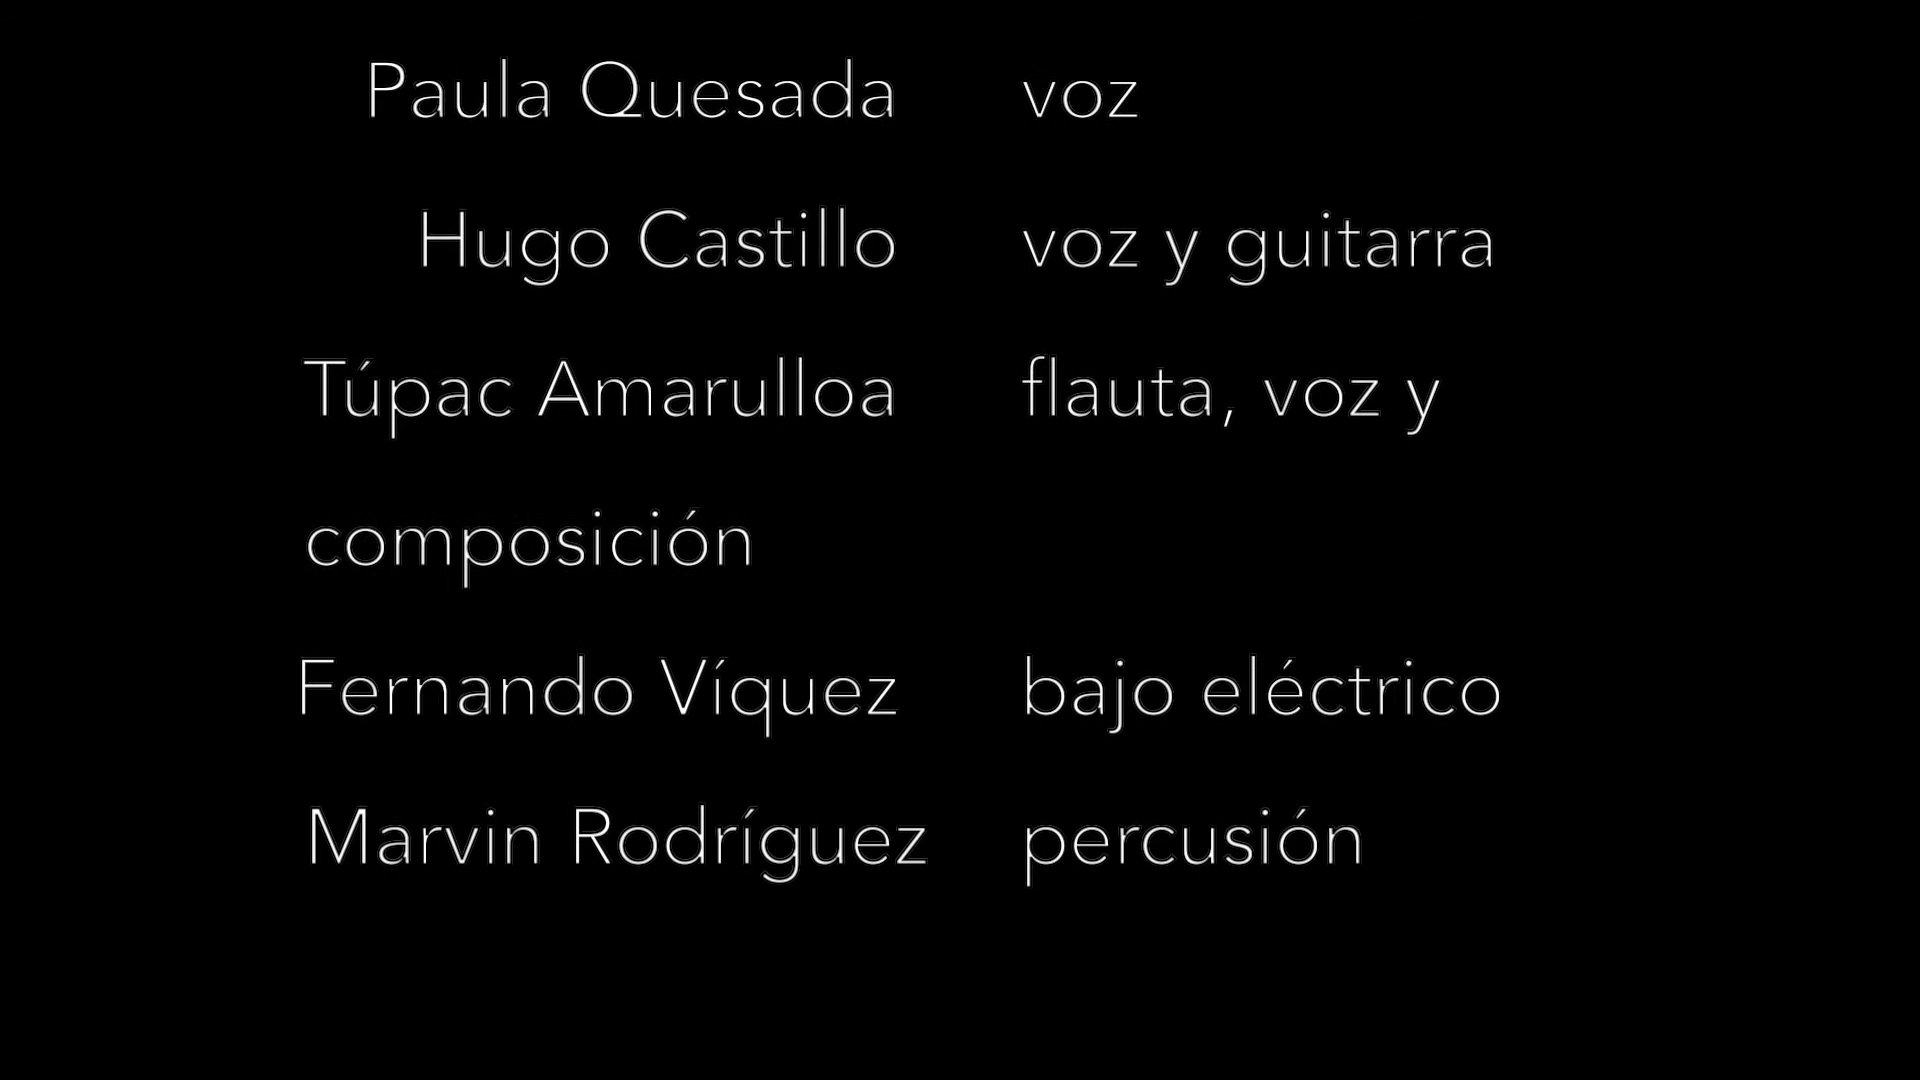 Paula Quesada voz
Hugo Castillo voz y guitarra
Túpac Amarulloa flauta, voz y
composición
Fernando Víquez bajo eléctrico
Marvin Rodríguez percusión